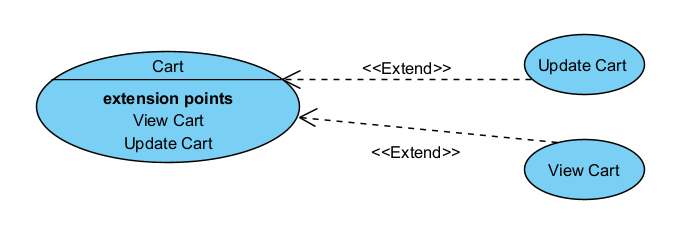 Cart
extension points
View Cart
Update Cart
<<Extend>>
Update Cart
<<Extend>>
View Cart